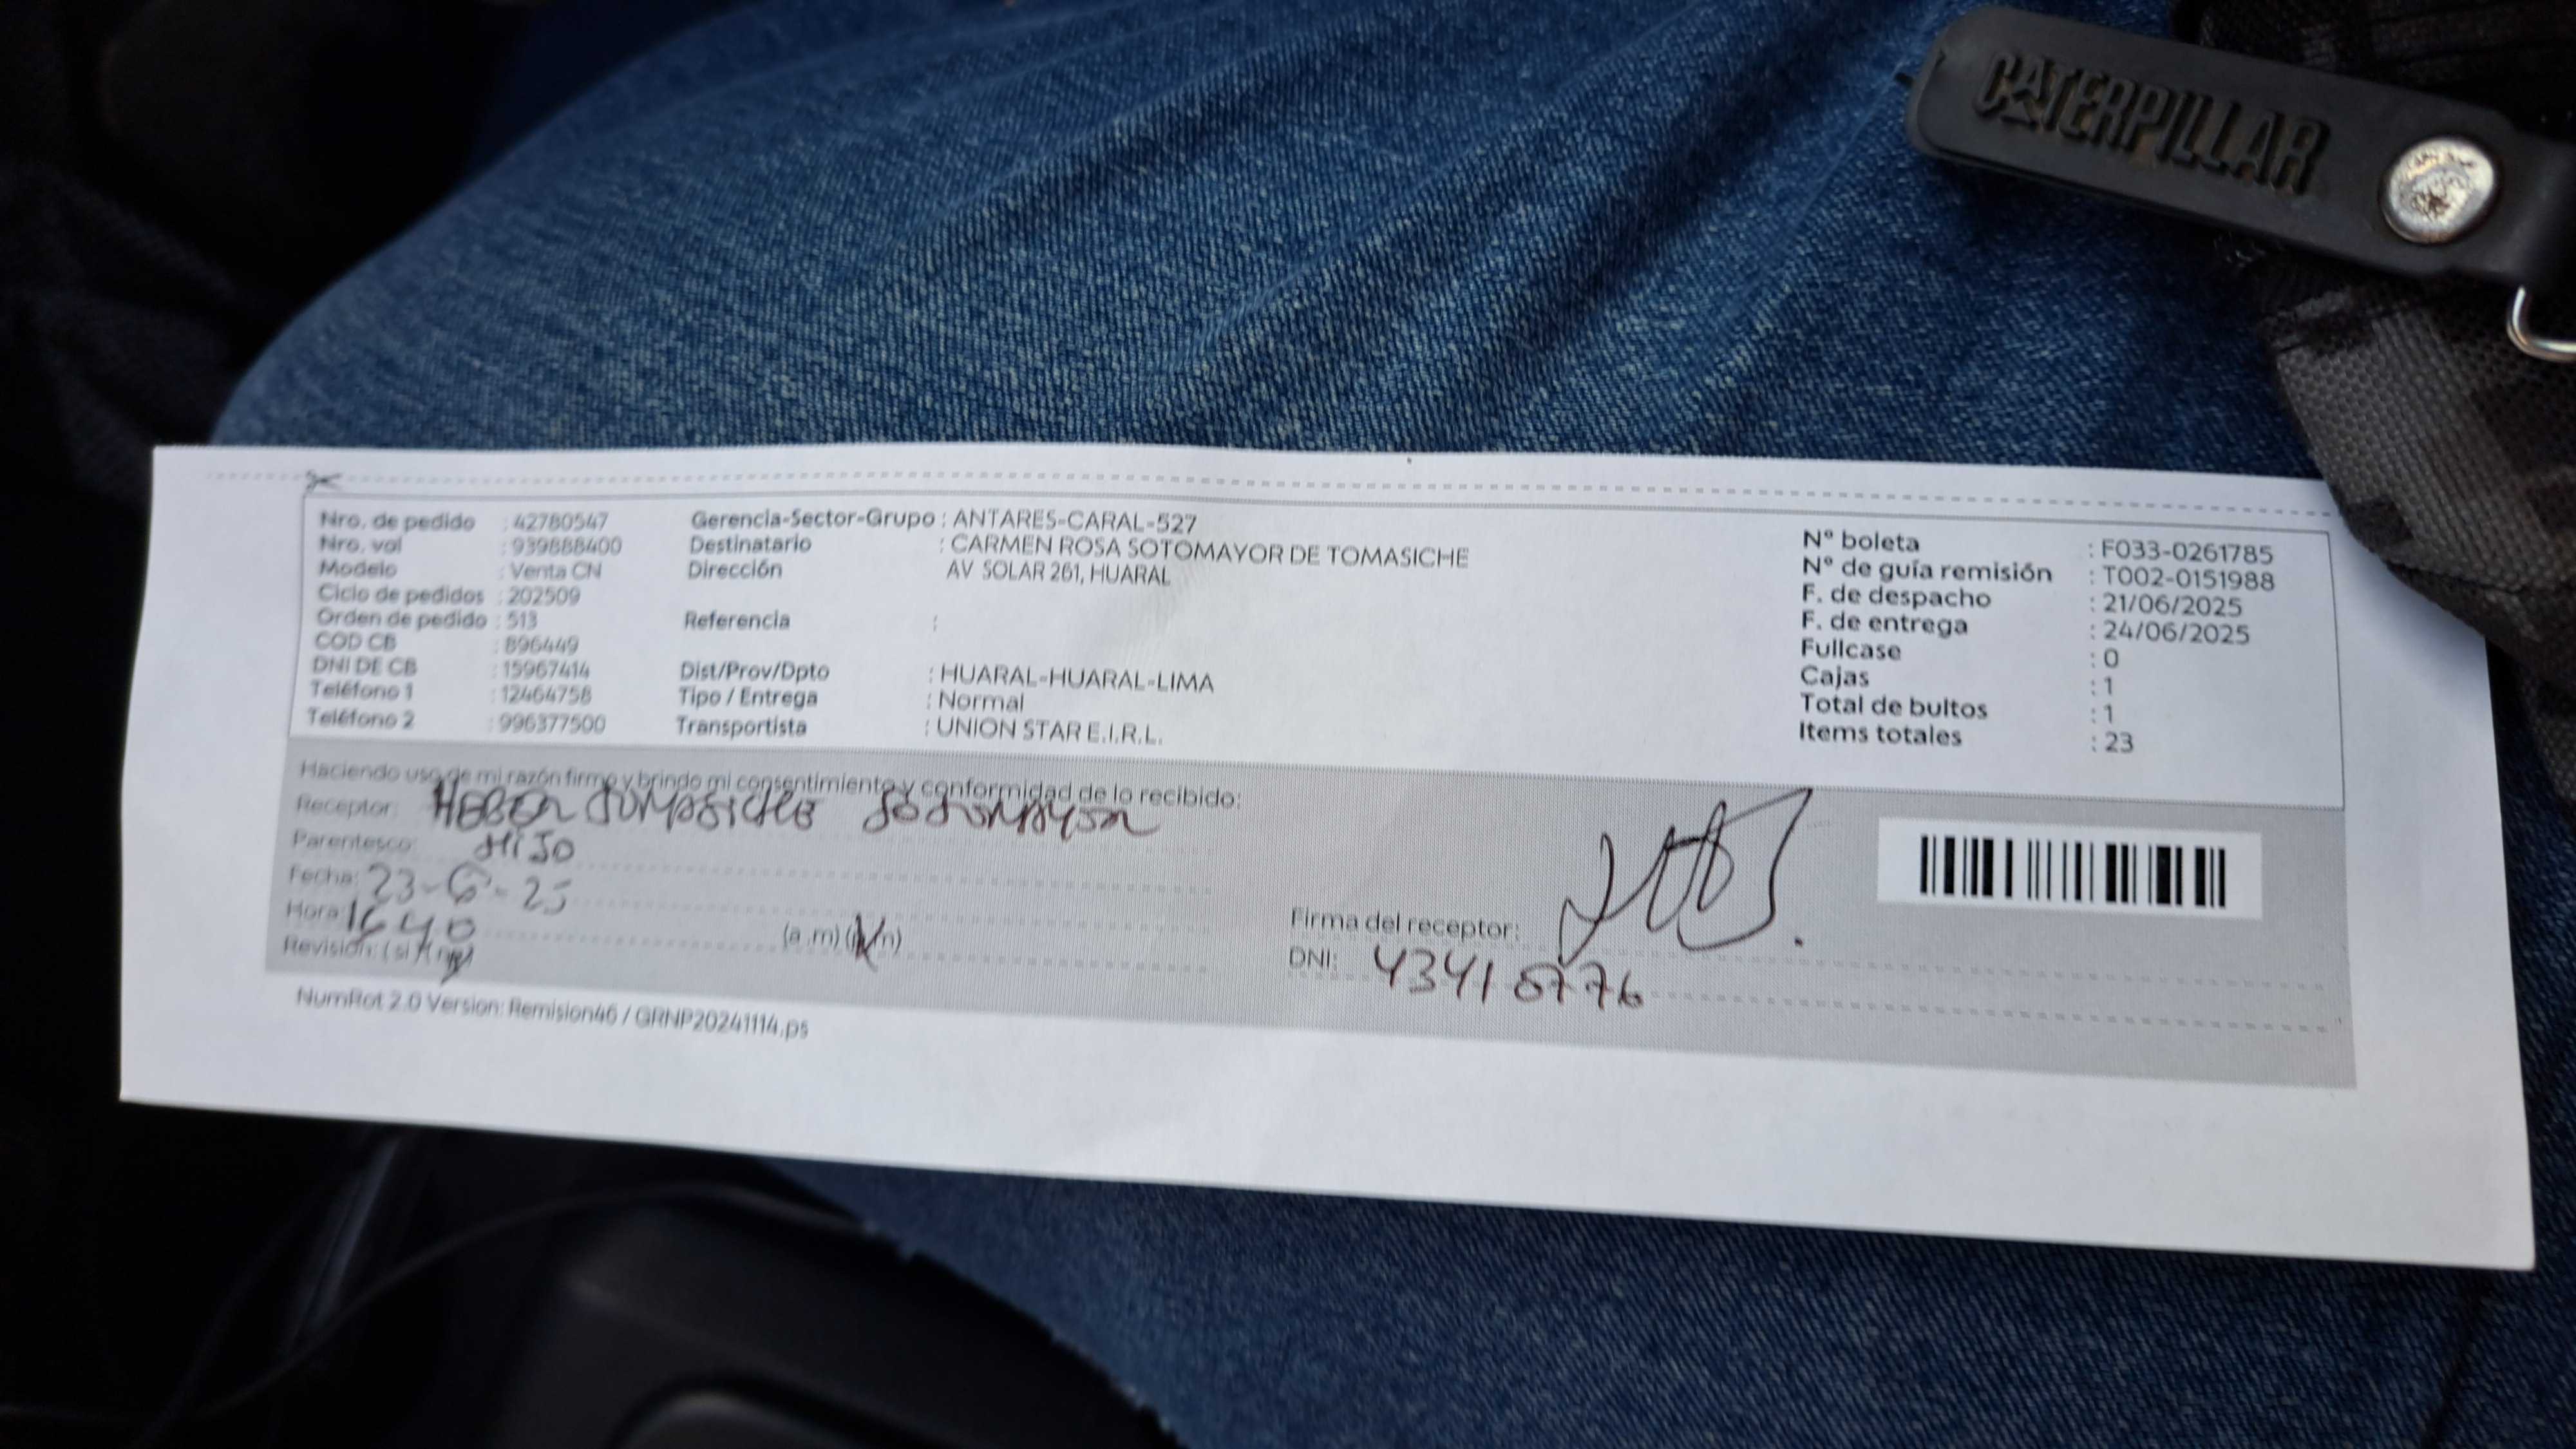 CATERPILLAR
Nro. de pedido : 42780547
Nro. vol : 939888400
Modelo : Venta CN
Ciclo de pedidos : 202509
Orden de pedido : 513
COD CB : 896449
DNI DE CB : 15967414
Teléfono 1 : 12464758
Teléfono 2 : 996377500
Gerencia-Sector-Grupo : ANTARES-CARAL-527
Destinatario : CARMEN ROSA SOTOMAYOR DE TOMASICHE
Dirección AV SOLAR 261, HUARAL
Referencia :
Dist/Prov/Dpto : HUARAL-HUARAL-LIMA
Tipo / Entrega : Normal
Transportista : UNION STAR E.I.R.L.
N° boleta : F033-0261785
N° de guía remisión : T002-0151988
F. de despacho : 21/06/2025
F. de entrega : 24/06/2025
Fullcase : 0
Cajas : 1
Total de bultos : 1
Items totales : 23
Haciendo uso de mi razón firmo y brindo mi consentimiento y conformidad de lo recibido:
Receptor: HEBER TOMASICHE SOTOMAYOR
Parentesco: HIJO
Fecha: 23-6-25
Hora: 16 40 (a.m) (p.m)
Revisión: (si) (no)
Firma del receptor:
DNI: 43418776
NumRot 2.0 Version: Remision46 / GRNP20241114.ps